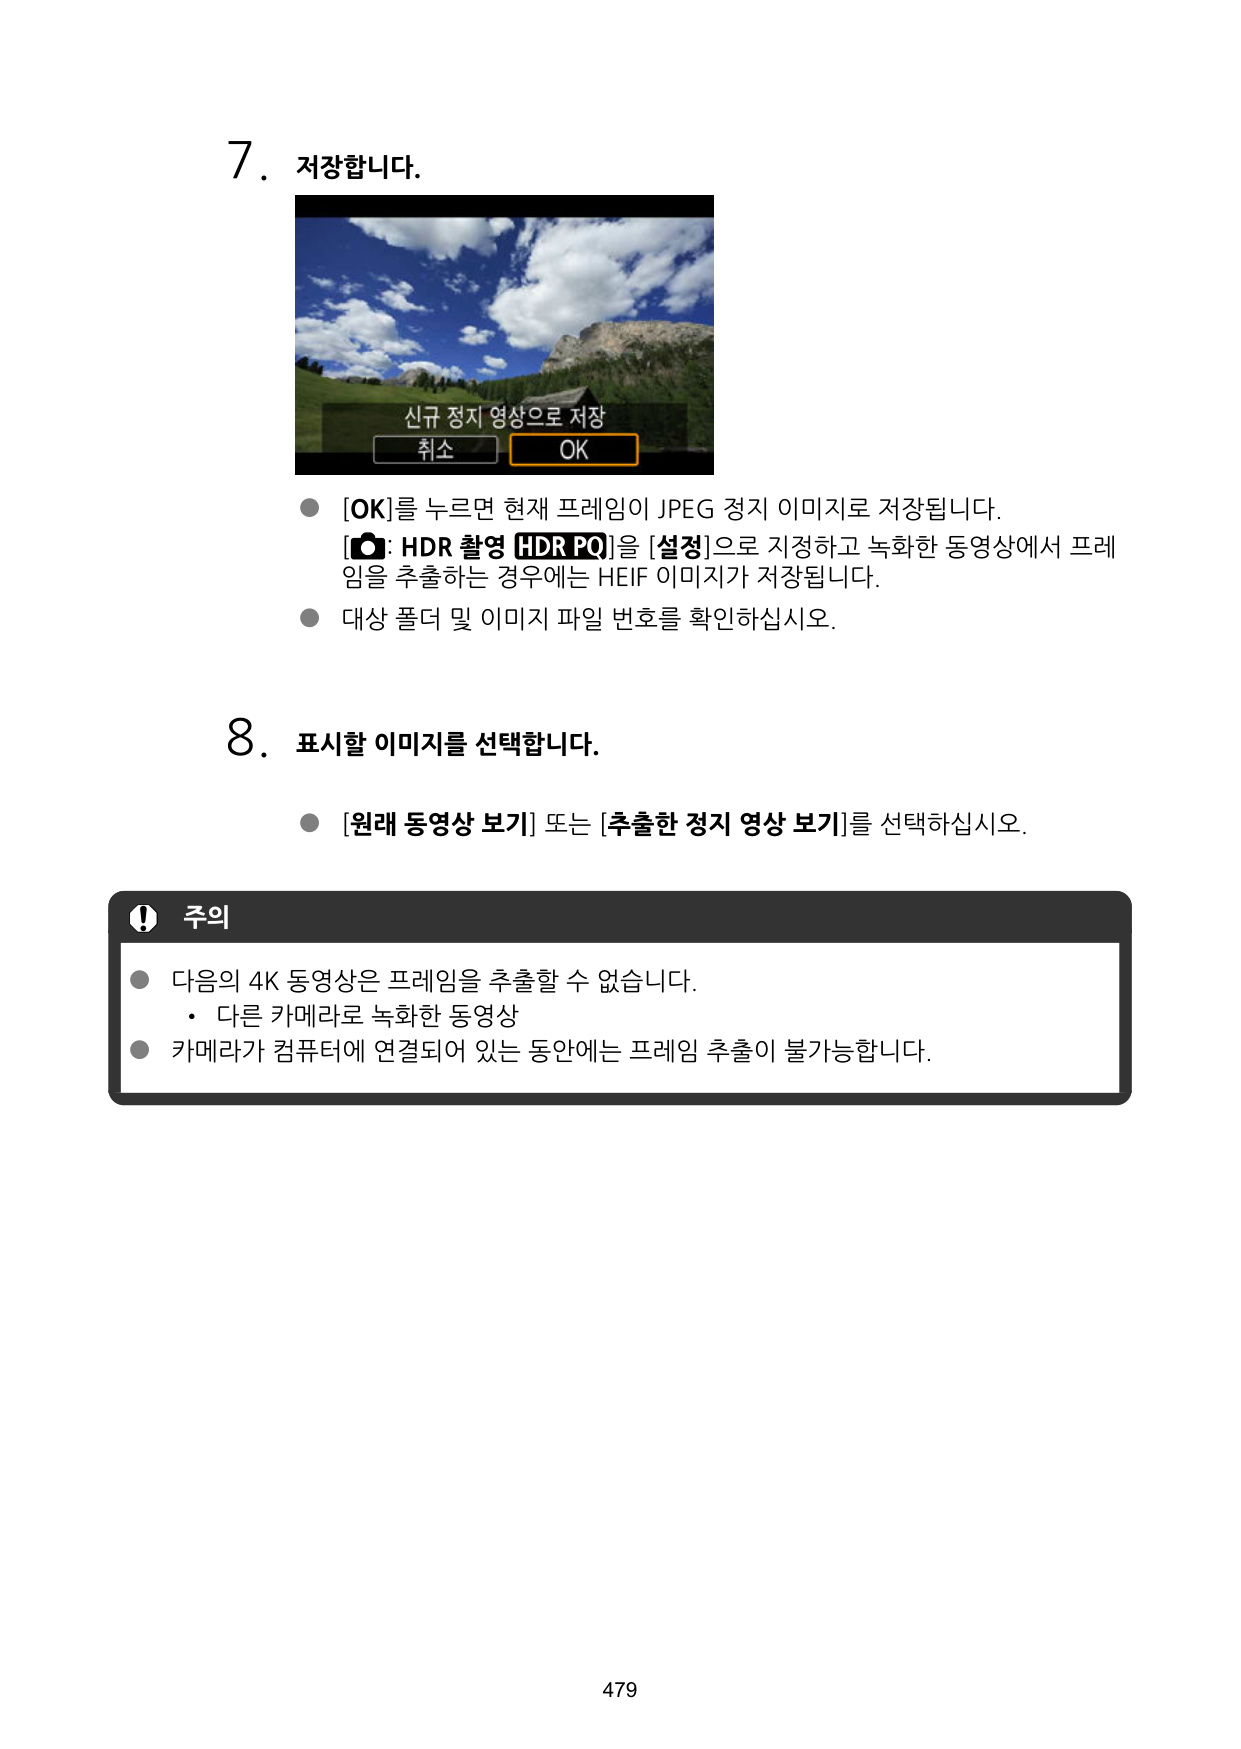 7. 저장합니다.
신규 정지 영상으로 저장
취소 OK
● [OK]를 누르면 현재 프레임이 JPEG 정지 이미지로 저장됩니다.
[: HDR 촬영 HDR PQ]을 [설정]으로 지정하고 녹화한 동영상에서 프레
임을 추출하는 경우에는 HEIF 이미지가 저장됩니다.
● 대상 폴더 및 이미지 파일 번호를 확인하십시오.
8. 표시할 이미지를 선택합니다.
● [원래 동영상 보기] 또는 [추출한 정지 영상 보기]를 선택하십시오.
주의
● 다음의 4K 동영상은 프레임을 추출할 수 없습니다.
• 다른 카메라로 녹화한 동영상
● 카메라가 컴퓨터에 연결되어 있는 동안에는 프레임 추출이 불가능합니다.
479